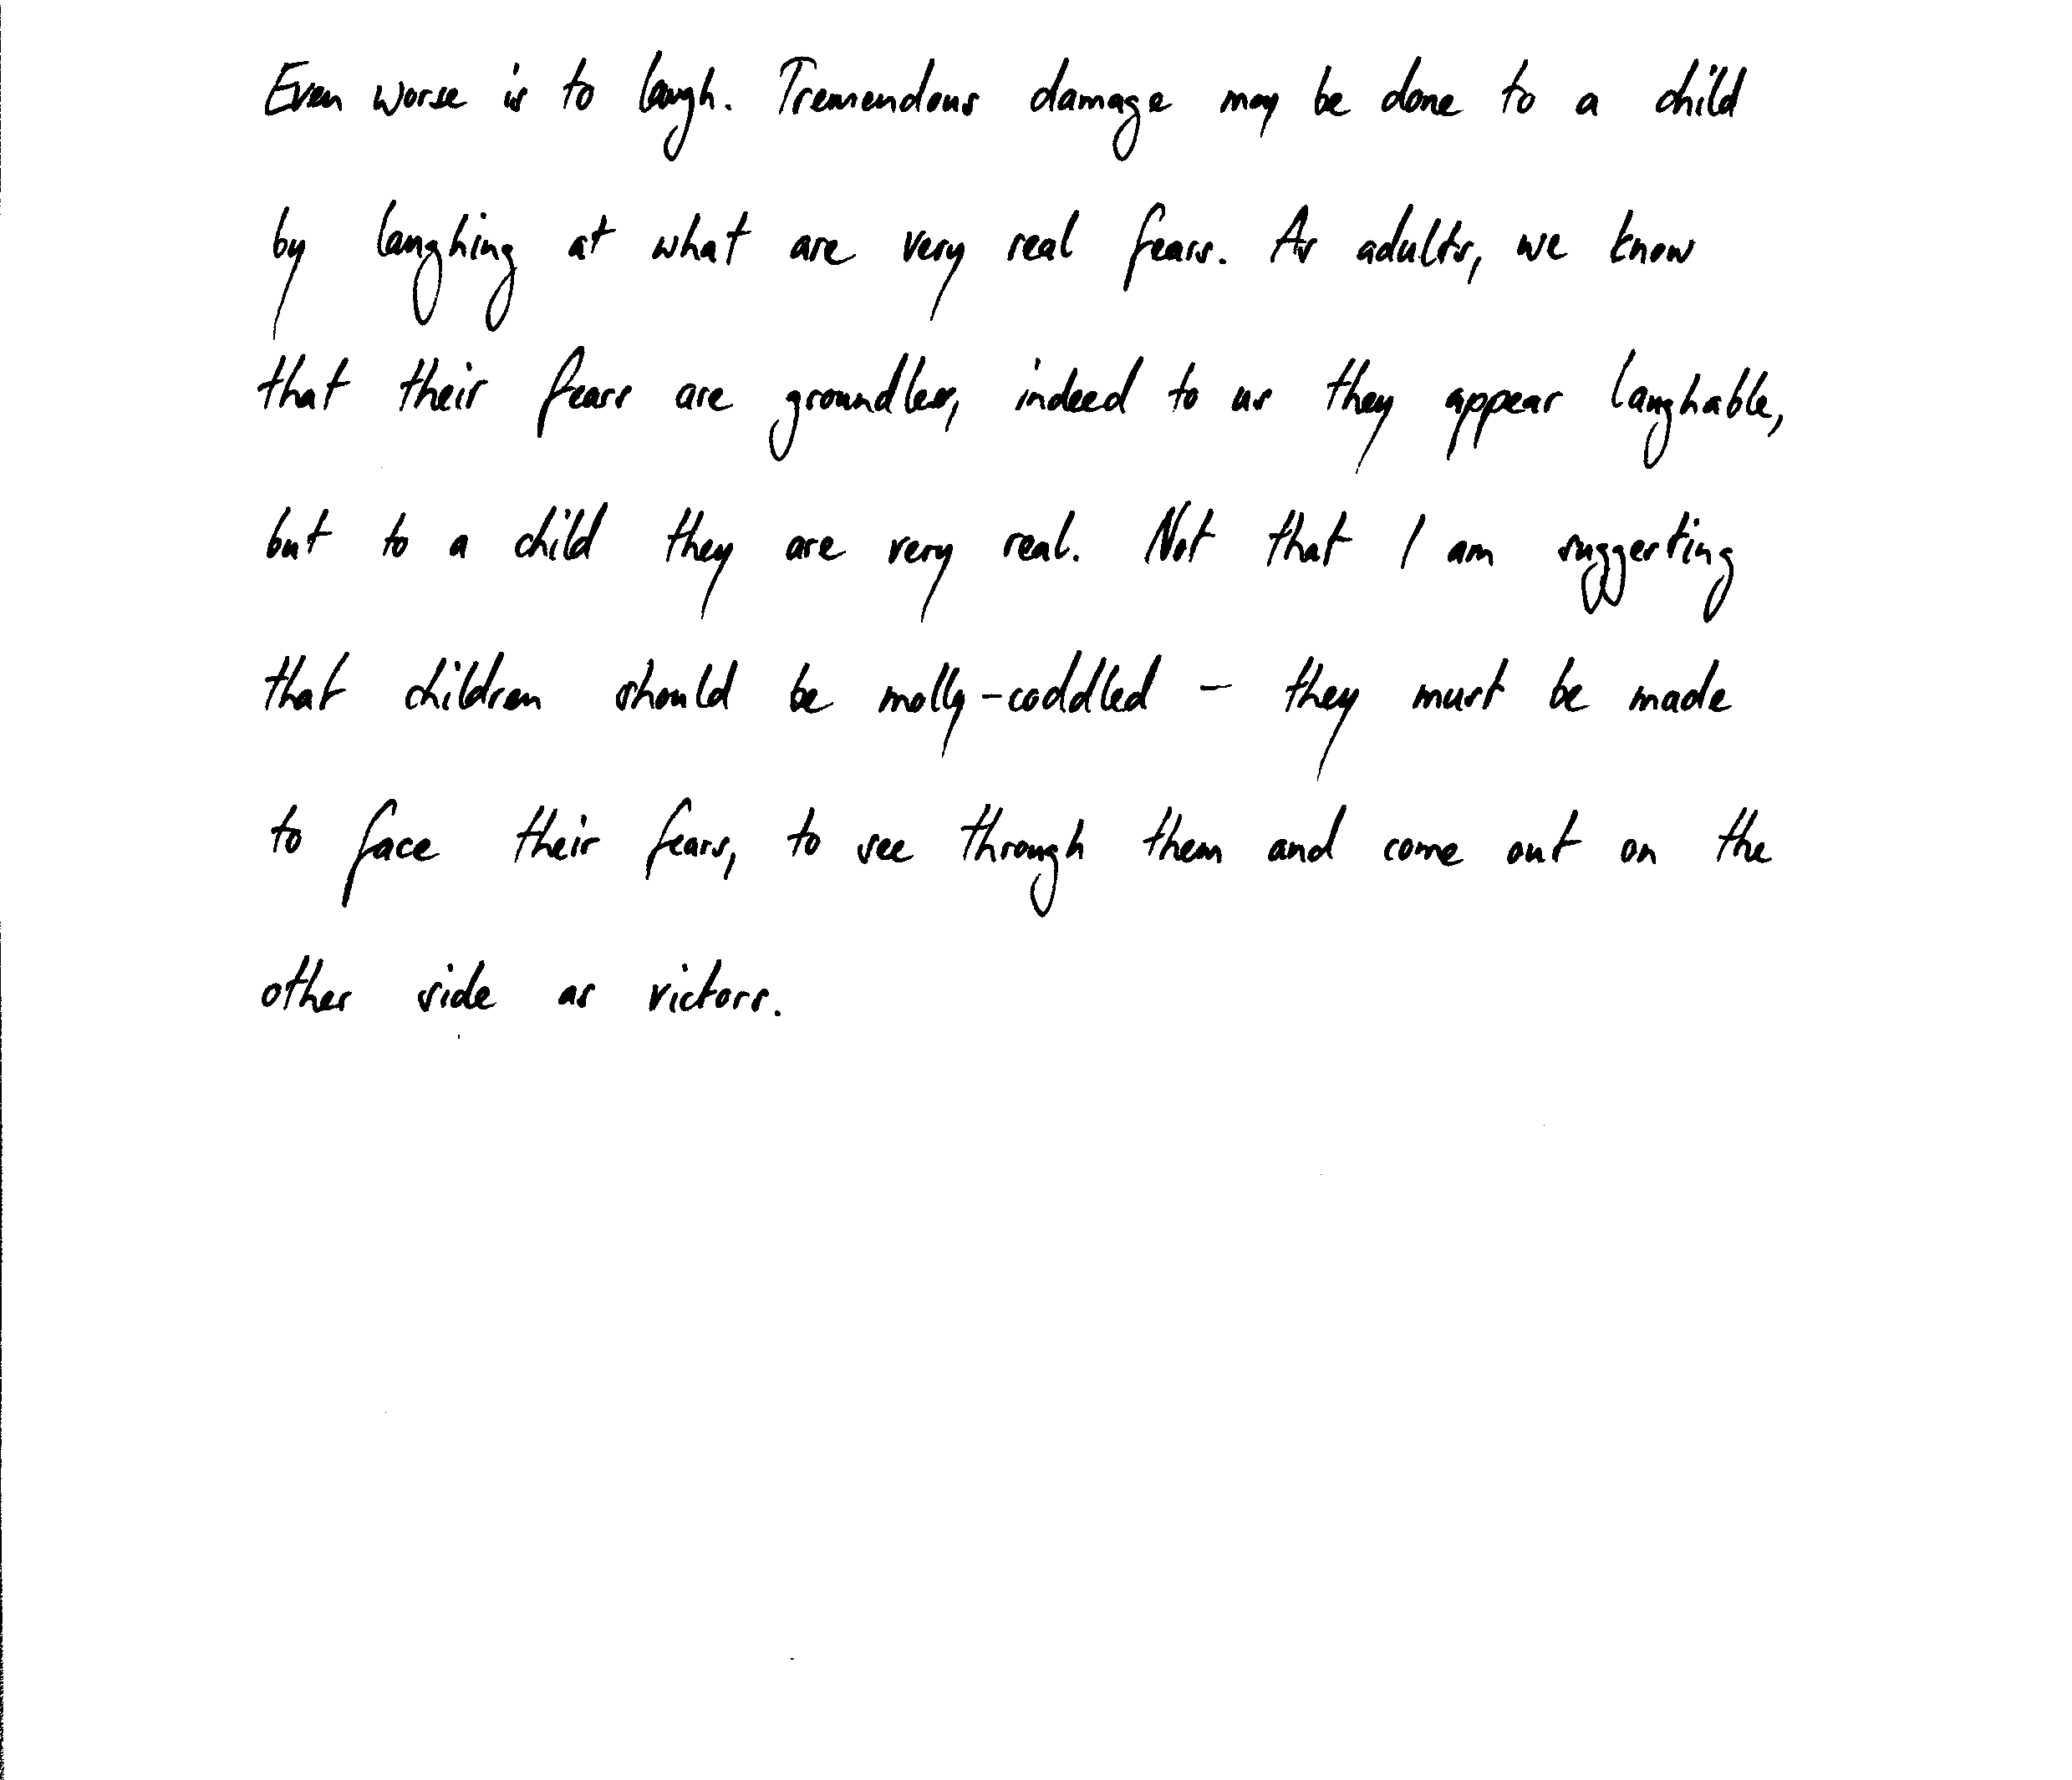 Even worse is to laugh. Tremendous damage may be done to a child
by laughing at what are very real fears. As adults, we know
that their fears are groundless, indeed to us they appear laughable,
but to a child they are very real. Not that I am suggesting
that children should be molly-coddled - they must be made
to face their fears, to see through them and come out on the
other side as victors.